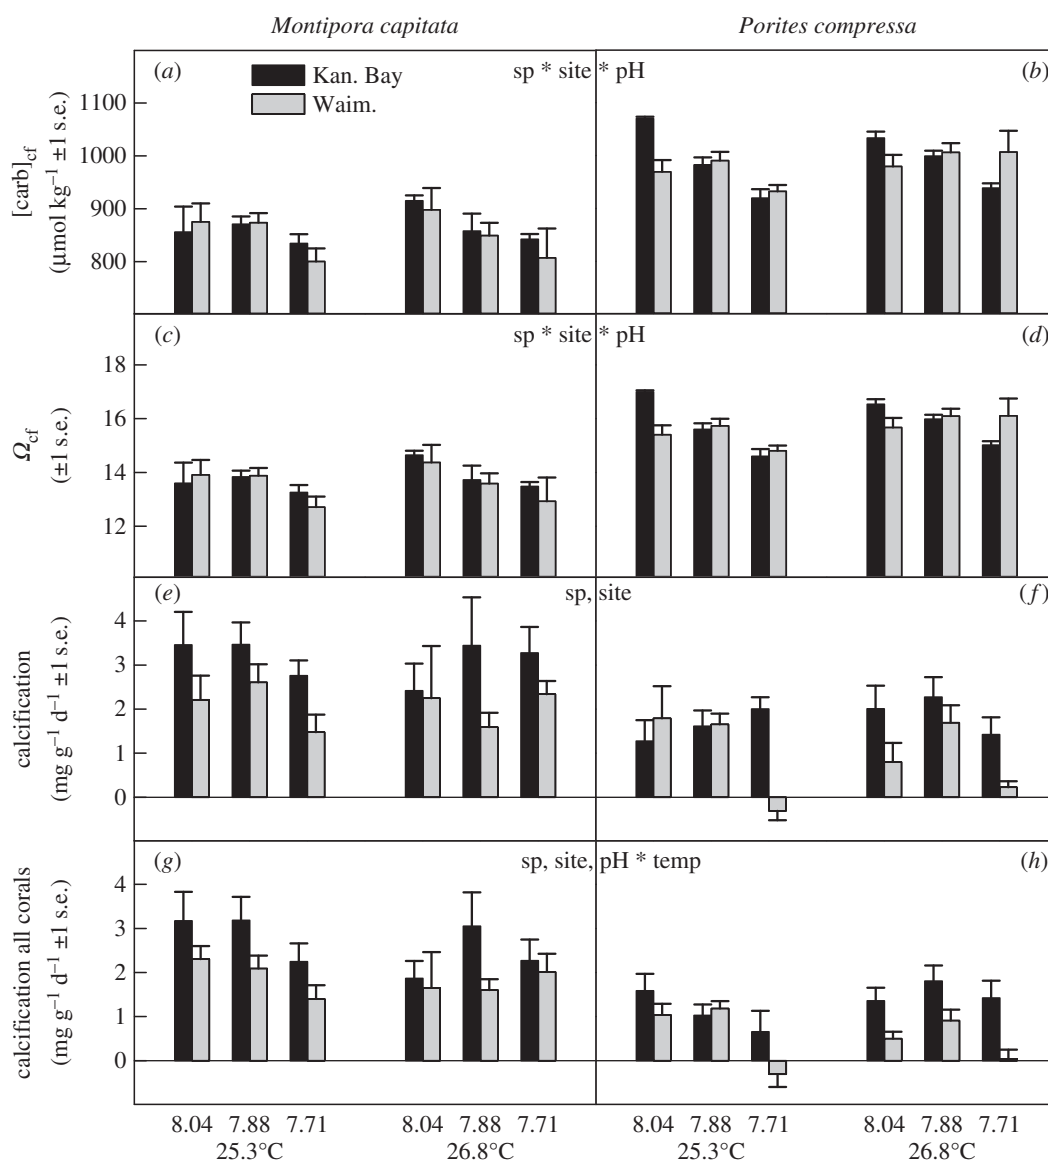 Montipora capitata Porites compressa
(a) sp * site * pH (b)
Kan. Bay
Waim.
[carb]cf
(µmol kg−1 ±1 s.e.)
1100
1000
900
800
(c) sp * site * pH (d)
Ωcf
(±1 s.e.)
18
16
14
12
(e) sp, site (f)
calcification
(mg g−1 d−1 ±1 s.e.)
4
3
2
1
0
(g) sp, site, pH * temp (h)
calcification all corals
(mg g−1 d−1 ±1 s.e.)
4
3
2
1
0
8.04 7.88 7.71 8.04 7.88 7.71 8.04 7.88 7.71 8.04 7.88 7.71
25.3°C 26.8°C 25.3°C 26.8°C